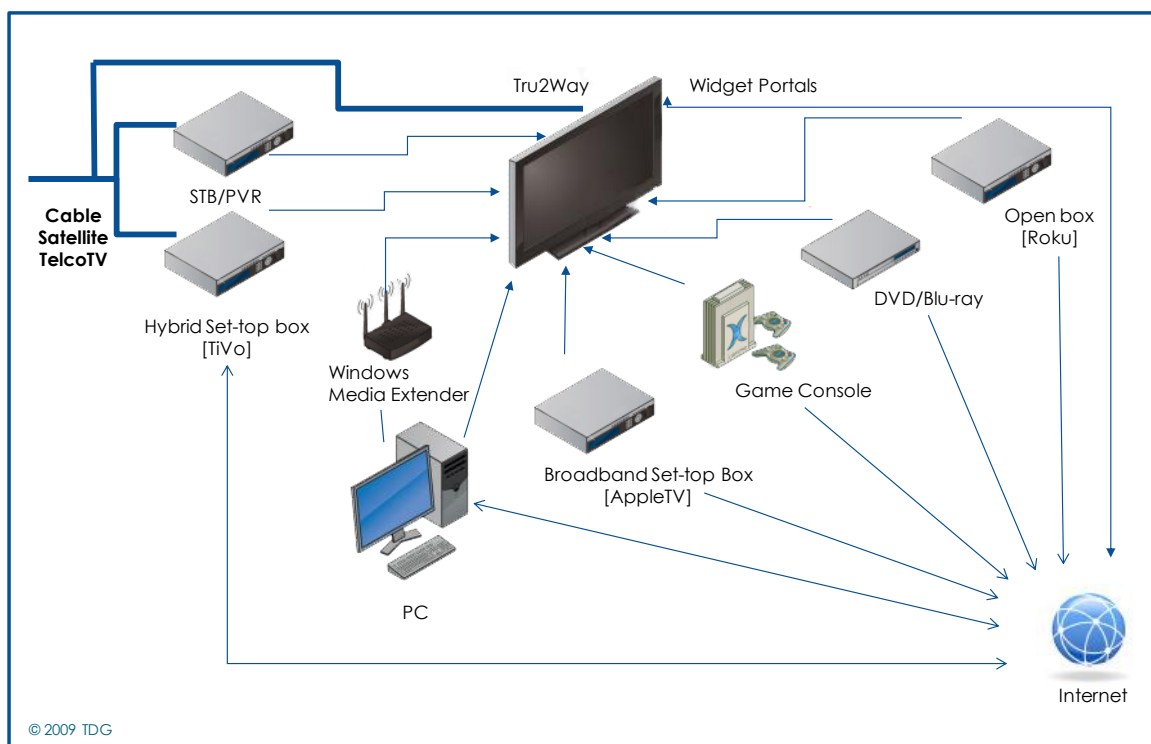 Tru2Way
Widget Portals
STB/PVR
Cable
Satellite
TelcoTV
Open box
[Roku]
DVD/Blu-ray
Hybrid Set-top box
[TiVo]
Windows
Media Extender
Game Console
Broadband Set-top Box
[AppleTV]
PC
Internet
© 2009 TDG